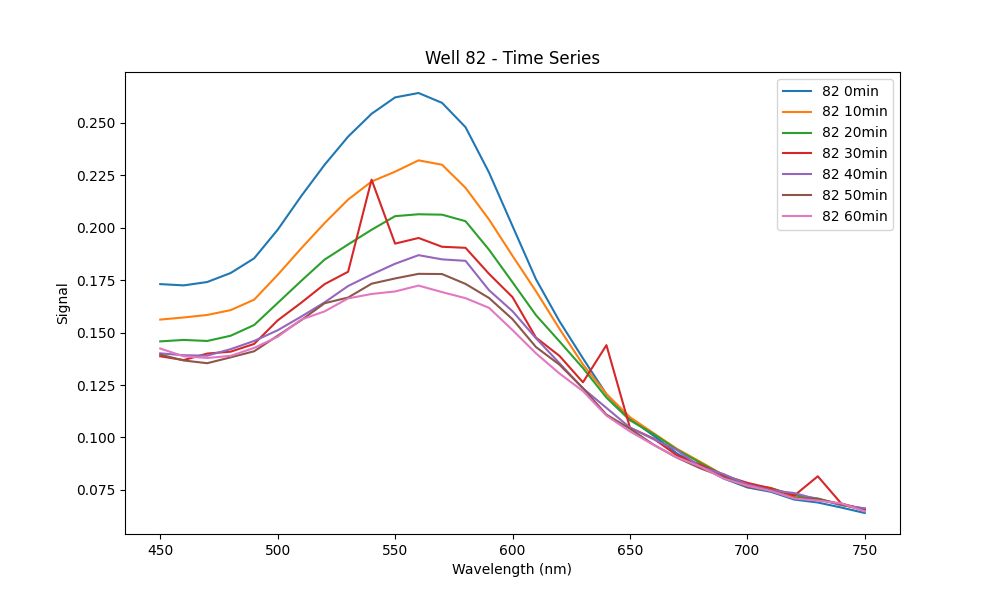 Well 82 - Time Series
82 0min
82 10min
82 20min
82 30min
82 40min
82 50min
82 60min
Signal
0.250
0.225
0.200
0.175
0.150
0.125
0.100
0.075
450 500 550 600 650 700 750
Wavelength (nm)